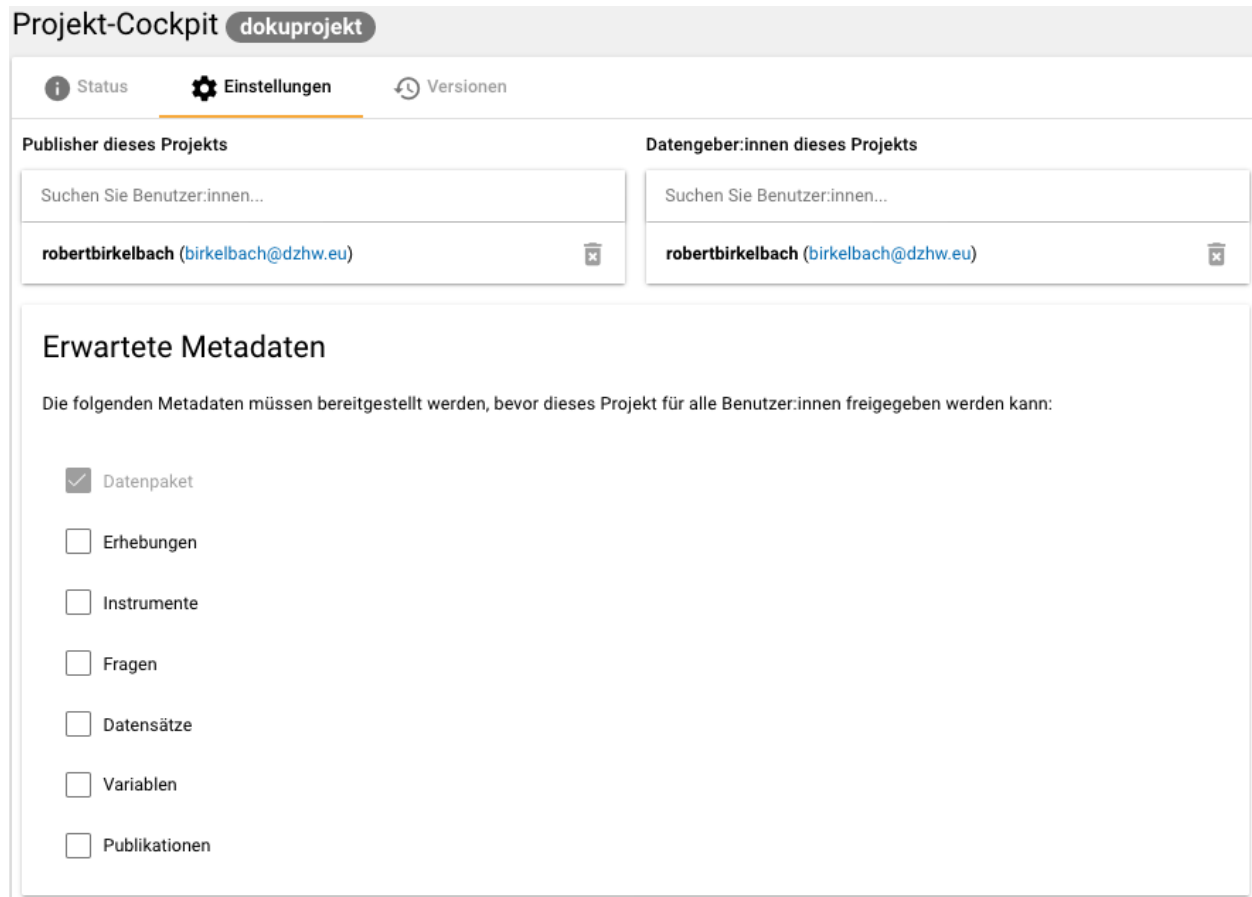 Projekt-Cockpit dokuprojekt
Status Einstellungen Versionen
Publisher dieses Projekts
Suchen Sie Benutzer:innen...
robertbirkelbach (birkelbach@dzhw.eu)
Datengeber:innen dieses Projekts
Suchen Sie Benutzer:innen...
robertbirkelbach (birkelbach@dzhw.eu)
Erwartete Metadaten
Die folgenden Metadaten müssen bereitgestellt werden, bevor dieses Projekt für alle Benutzer:innen freigegeben werden kann:
Datenpaket
Erhebungen
Instrumente
Fragen
Datensätze
Variablen
Publikationen